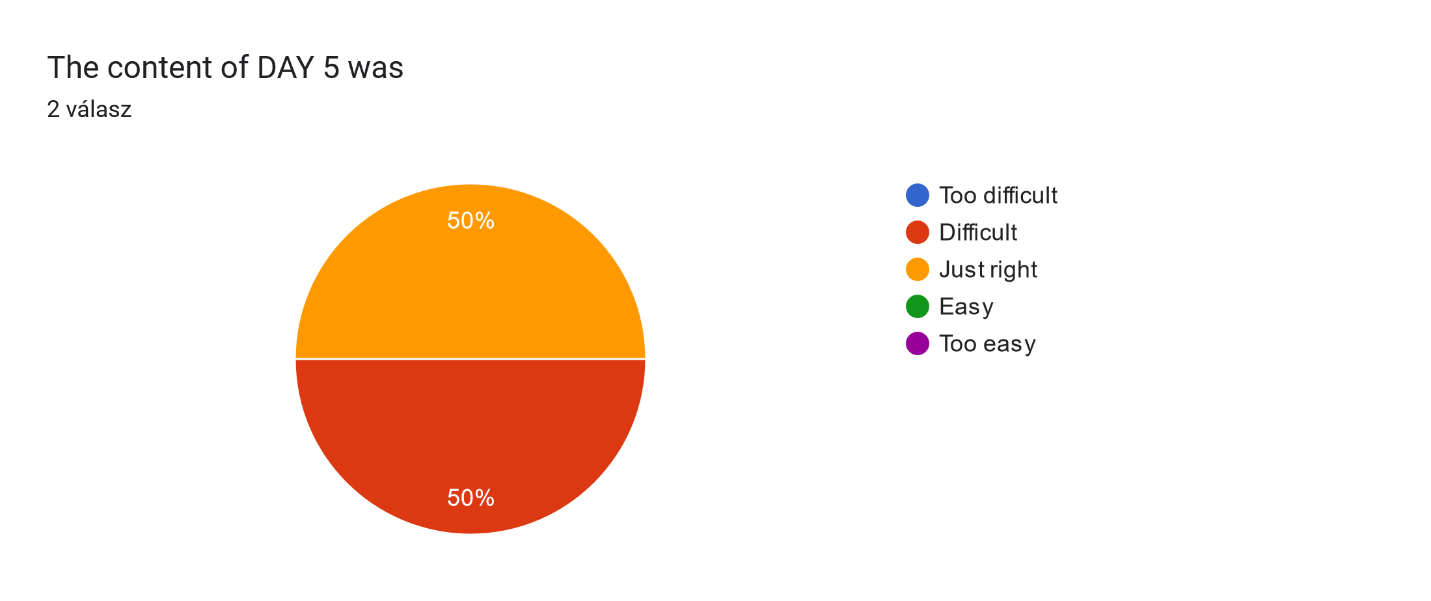 The content of DAY 5 was
2 válasz
50%
50%
Too difficult
Difficult
Just right
Easy
Too easy